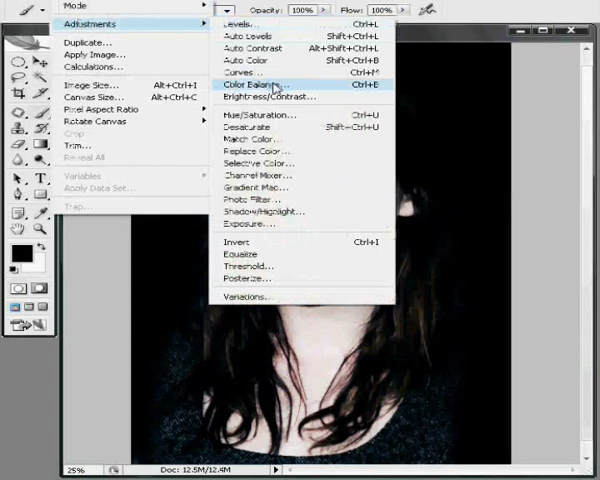 Mode
Opacity: 100% Flow: 100%
Adjustments
Levels... Ctrl+L
Auto Levels Shift+Ctrl+L
Duplicate...
Auto Contrast Alt+Shift+Ctrl+L
Apply Image...
Auto Color Shift+Ctrl+B
Calculations...
Curves... Ctrl+M
Image Size... Alt+Ctrl+I
Color Balance... Ctrl+B
Canvas Size... Alt+Ctrl+C
Brightness/Contrast...
Pixel Aspect Ratio
Hue/Saturation... Ctrl+U
Rotate Canvas
Desaturate Shift+Ctrl+U
Crop
Match Color...
Trim...
Replace Color...
Reveal All
Selective Color...
Channel Mixer...
Variables
Gradient Map...
Apply Data Set...
Photo Filter...
Trap...
Shadow/Highlight...
Exposure...
Invert Ctrl+I
Equalize
Threshold...
Posterize...
Variations...
T
25% Doc: 12.5M/12.4M